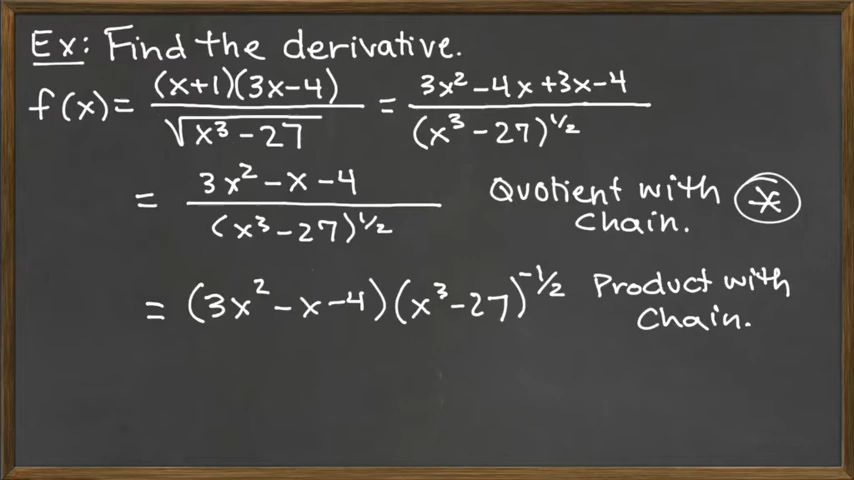 Ex: Find the derivative.
f(x) = (x+1)(3x-4) / √(x³-27) = (3x²-4x+3x-4) / (x³-27)^½
= (3x²-x-4) / (x³-27)^½ Quotient with chain. *
= (3x²-x-4)(x³-27)^-½ Product with chain.